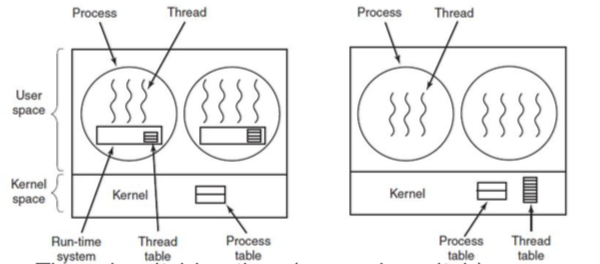 Process Thread
User space
Kernel space
Kernel
Run-time system
Thread table
Process table
Process Thread
Kernel
Process table
Thread table